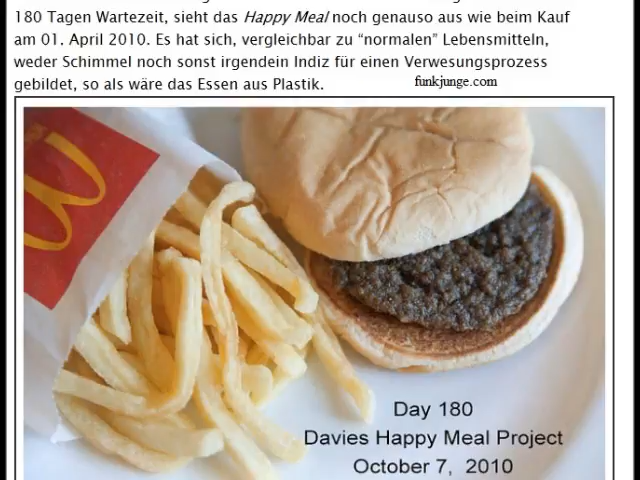 180 Tagen Wartezeit, sieht das Happy Meal noch genauso aus wie beim Kauf
am 01. April 2010. Es hat sich, vergleichbar zu “normalen” Lebensmitteln,
weder Schimmel noch sonst irgendein Indiz für einen Verwesungsprozess
gebildet, so als wäre das Essen aus Plastik.
funkjunge.com
Day 180
Davies Happy Meal Project
October 7, 2010